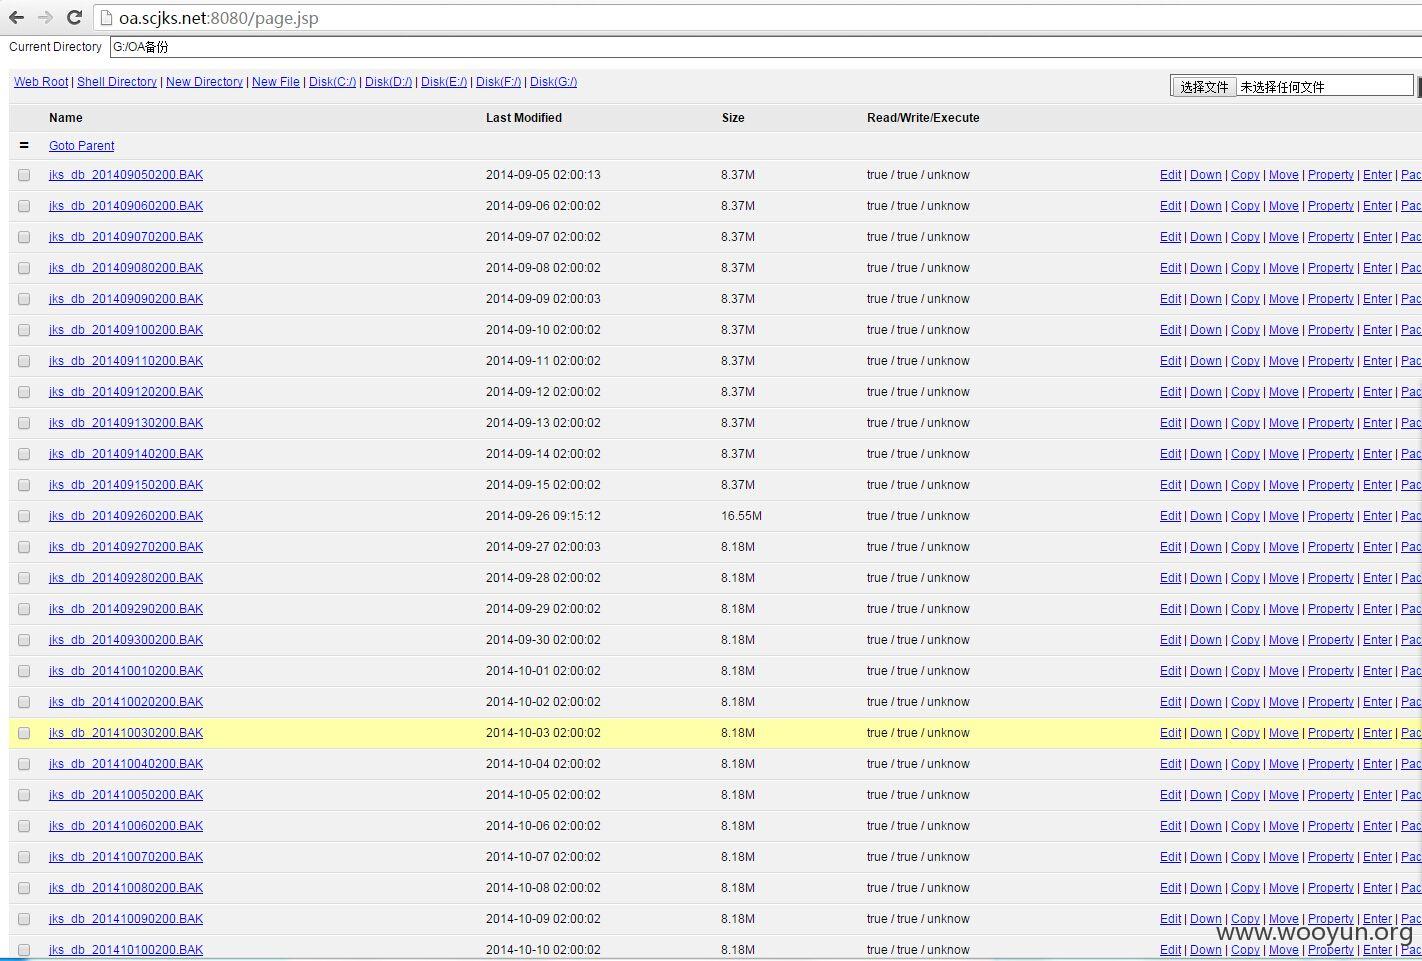 oa.scjks.net:8080/page.jsp
Current Directory G:/OA备份
Web Root | Shell Directory | New Directory | New File | Disk(C:/) | Disk(D:/) | Disk(E:/) | Disk(F:/) | Disk(G:/) 选择文件 未选择任何文件
Name Last Modified Size Read/Write/Execute
= Goto Parent
jks_db_201409050200.BAK 2014-09-05 02:00:13 8.37M true / true / unknow Edit | Down | Copy | Move | Property | Enter | Pac
jks_db_201409060200.BAK 2014-09-06 02:00:02 8.37M true / true / unknow Edit | Down | Copy | Move | Property | Enter | Pac
jks_db_201409070200.BAK 2014-09-07 02:00:02 8.37M true / true / unknow Edit | Down | Copy | Move | Property | Enter | Pac
jks_db_201409080200.BAK 2014-09-08 02:00:02 8.37M true / true / unknow Edit | Down | Copy | Move | Property | Enter | Pac
jks_db_201409090200.BAK 2014-09-09 02:00:03 8.37M true / true / unknow Edit | Down | Copy | Move | Property | Enter | Pac
jks_db_201409100200.BAK 2014-09-10 02:00:02 8.37M true / true / unknow Edit | Down | Copy | Move | Property | Enter | Pac
jks_db_201409110200.BAK 2014-09-11 02:00:02 8.37M true / true / unknow Edit | Down | Copy | Move | Property | Enter | Pac
jks_db_201409120200.BAK 2014-09-12 02:00:02 8.37M true / true / unknow Edit | Down | Copy | Move | Property | Enter | Pac
jks_db_201409130200.BAK 2014-09-13 02:00:02 8.37M true / true / unknow Edit | Down | Copy | Move | Property | Enter | Pac
jks_db_201409140200.BAK 2014-09-14 02:00:02 8.37M true / true / unknow Edit | Down | Copy | Move | Property | Enter | Pac
jks_db_201409150200.BAK 2014-09-15 02:00:02 8.37M true / true / unknow Edit | Down | Copy | Move | Property | Enter | Pac
jks_db_201409260200.BAK 2014-09-26 09:15:12 16.55M true / true / unknow Edit | Down | Copy | Move | Property | Enter | Pac
jks_db_201409270200.BAK 2014-09-27 02:00:03 8.18M true / true / unknow Edit | Down | Copy | Move | Property | Enter | Pac
jks_db_201409280200.BAK 2014-09-28 02:00:02 8.18M true / true / unknow Edit | Down | Copy | Move | Property | Enter | Pac
jks_db_201409290200.BAK 2014-09-29 02:00:02 8.18M true / true / unknow Edit | Down | Copy | Move | Property | Enter | Pac
jks_db_201409300200.BAK 2014-09-30 02:00:02 8.18M true / true / unknow Edit | Down | Copy | Move | Property | Enter | Pac
jks_db_201410010200.BAK 2014-10-01 02:00:02 8.18M true / true / unknow Edit | Down | Copy | Move | Property | Enter | Pac
jks_db_201410020200.BAK 2014-10-02 02:00:02 8.18M true / true / unknow Edit | Down | Copy | Move | Property | Enter | Pac
jks_db_201410030200.BAK 2014-10-03 02:00:02 8.18M true / true / unknow Edit | Down | Copy | Move | Property | Enter | Pac
jks_db_201410040200.BAK 2014-10-04 02:00:02 8.18M true / true / unknow Edit | Down | Copy | Move | Property | Enter | Pac
jks_db_201410050200.BAK 2014-10-05 02:00:02 8.18M true / true / unknow Edit | Down | Copy | Move | Property | Enter | Pac
jks_db_201410060200.BAK 2014-10-06 02:00:02 8.18M true / true / unknow Edit | Down | Copy | Move | Property | Enter | Pac
jks_db_201410070200.BAK 2014-10-07 02:00:02 8.18M true / true / unknow Edit | Down | Copy | Move | Property | Enter | Pac
jks_db_201410080200.BAK 2014-10-08 02:00:02 8.18M true / true / unknow Edit | Down | Copy | Move | Property | Enter | Pac
jks_db_201410090200.BAK 2014-10-09 02:00:02 8.18M true / true / unknow Edit | Down | Copy | Move | Property | Enter | Pac
www.wooyun.org
jks_db_201410100200.BAK 2014-10-10 02:00:02 8.18M true / true / unknow Edit | Down | Copy | Move | Property | Enter | Pac